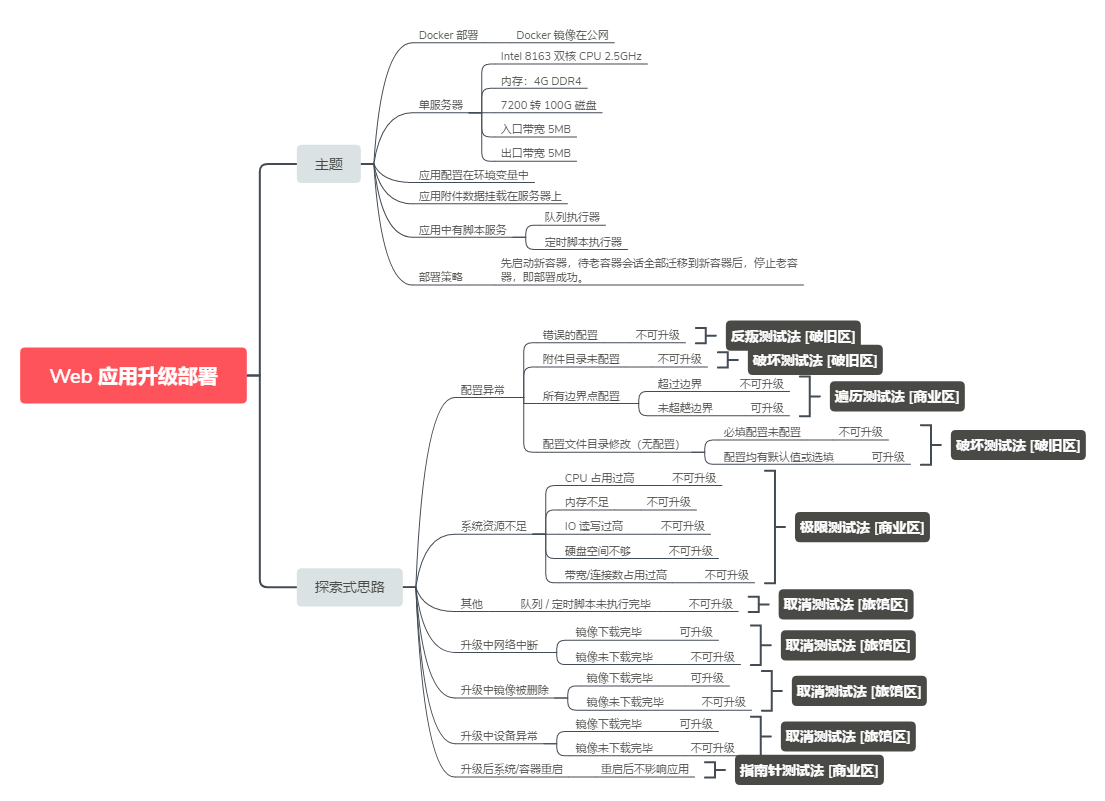 Web 应用升级部署
主题
Docker 部署
Docker 镜像在公网
单服务器
Intel 8163 双核 CPU 2.5GHz
内存：4G DDR4
7200 转 100G 磁盘
入口带宽 5MB
出口带宽 5MB
应用配置在环境变量中
应用附件数据挂载在服务器上
应用中有脚本服务
队列执行器
定时脚本执行器
部署策略
先启动新容器，待老容器会话全部迁移到新容器后，停止老容
器，即部署成功。
探索式思路
配置异常
错误的配置
不可升级
反叛测试法 [破旧区]
附件目录未配置
不可升级
破坏测试法 [破旧区]
所有边界点配置
超过边界
不可升级
未超越边界
可升级
遍历测试法 [商业区]
配置文件目录修改（无配置）
必填配置未配置
不可升级
配置均有默认值或选填
可升级
破坏测试法 [破旧区]
系统资源不足
CPU 占用过高
不可升级
内存不足
不可升级
IO 读写过高
不可升级
硬盘空间不够
不可升级
带宽/连接数占用过高
不可升级
极限测试法 [商业区]
其他
队列 / 定时脚本未执行完毕
不可升级
取消测试法 [旅馆区]
升级中网络中断
镜像下载完毕
可升级
镜像未下载完毕
不可升级
取消测试法 [旅馆区]
升级中镜像被删除
镜像下载完毕
可升级
镜像未下载完毕
不可升级
取消测试法 [旅馆区]
升级中设备异常
镜像下载完毕
可升级
镜像未下载完毕
不可升级
取消测试法 [旅馆区]
升级后系统/容器重启
重启后不影响应用
指南针测试法 [商业区]